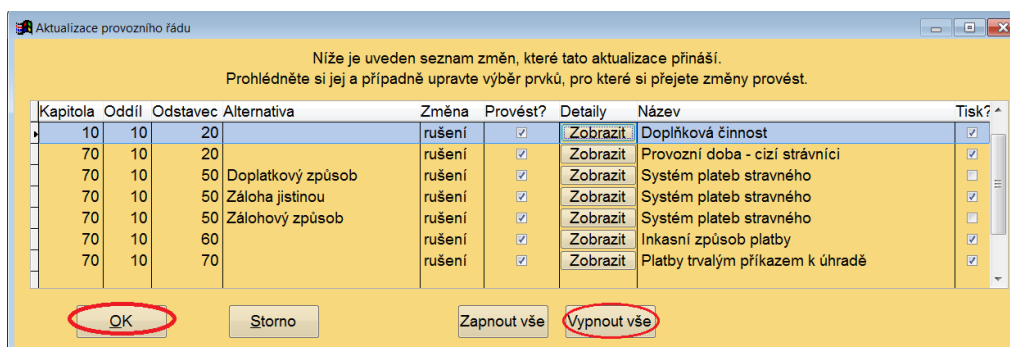 Aktualizace provozního řádu
Níže je uveden seznam změn, které tato aktualizace přináší.
Prohlédněte si jej a případně upravte výběr prvků, pro které si přejete změny provést.
Kapitola Oddíl Odstavec Alternativa Změna Provést? Detaily Název Tisk?
10 10 20 rušení Zobrazit Doplňková činnost
70 10 20 rušení Zobrazit Provozní doba - cizí strávníci
70 10 50 Doplatkový způsob rušení Zobrazit Systém plateb stravného
70 10 50 Záloha jistinou rušení Zobrazit Systém plateb stravného
70 10 50 Zálohový způsob rušení Zobrazit Systém plateb stravného
70 10 60 rušení Zobrazit Inkasní způsob platby
70 10 70 rušení Zobrazit Platby trvalým příkazem k úhradě
OK Storno Zapnout vše Vypnout vše